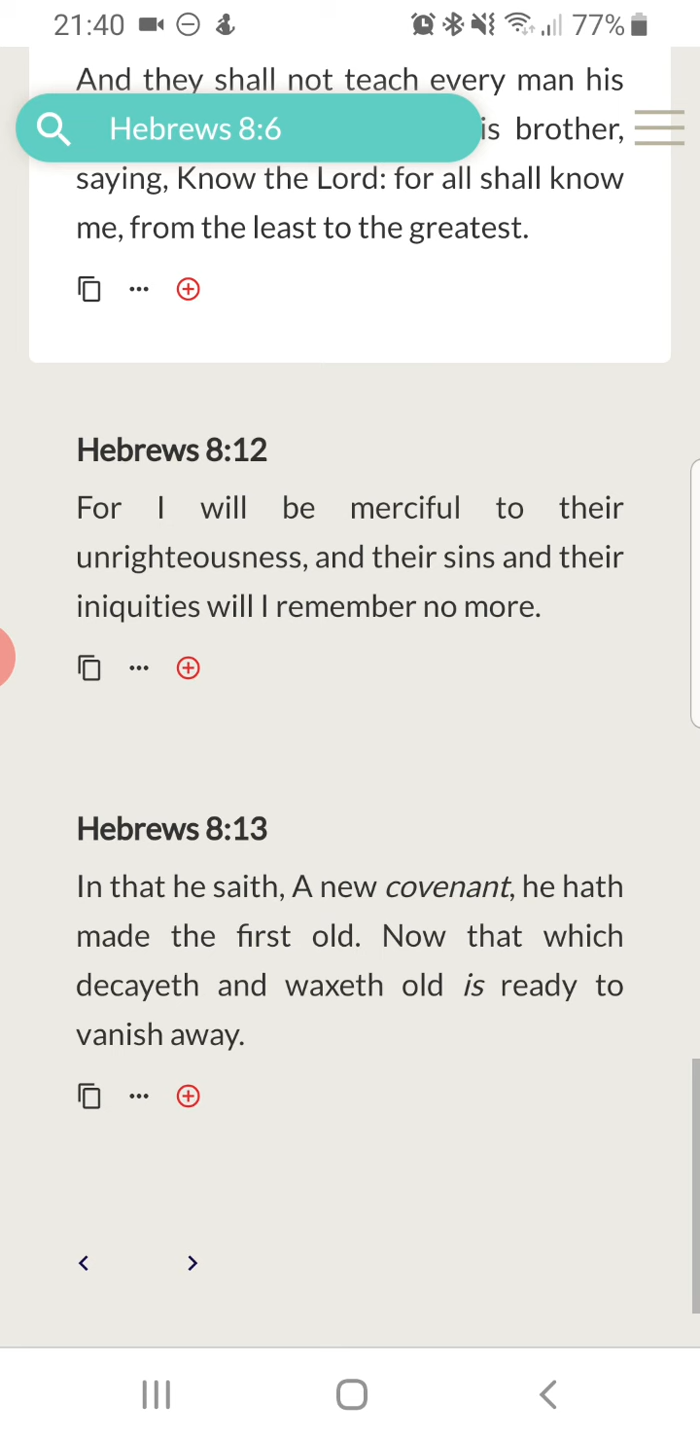 21:40 77%
And they shall not teach every man his
Hebrews 8:6 is brother,
saying, Know the Lord: for all shall know
me, from the least to the greatest.
Hebrews 8:12
For I will be merciful to their
unrighteousness, and their sins and their
iniquities will I remember no more.
Hebrews 8:13
In that he saith, A new covenant, he hath
made the first old. Now that which
decayeth and waxeth old is ready to
vanish away.